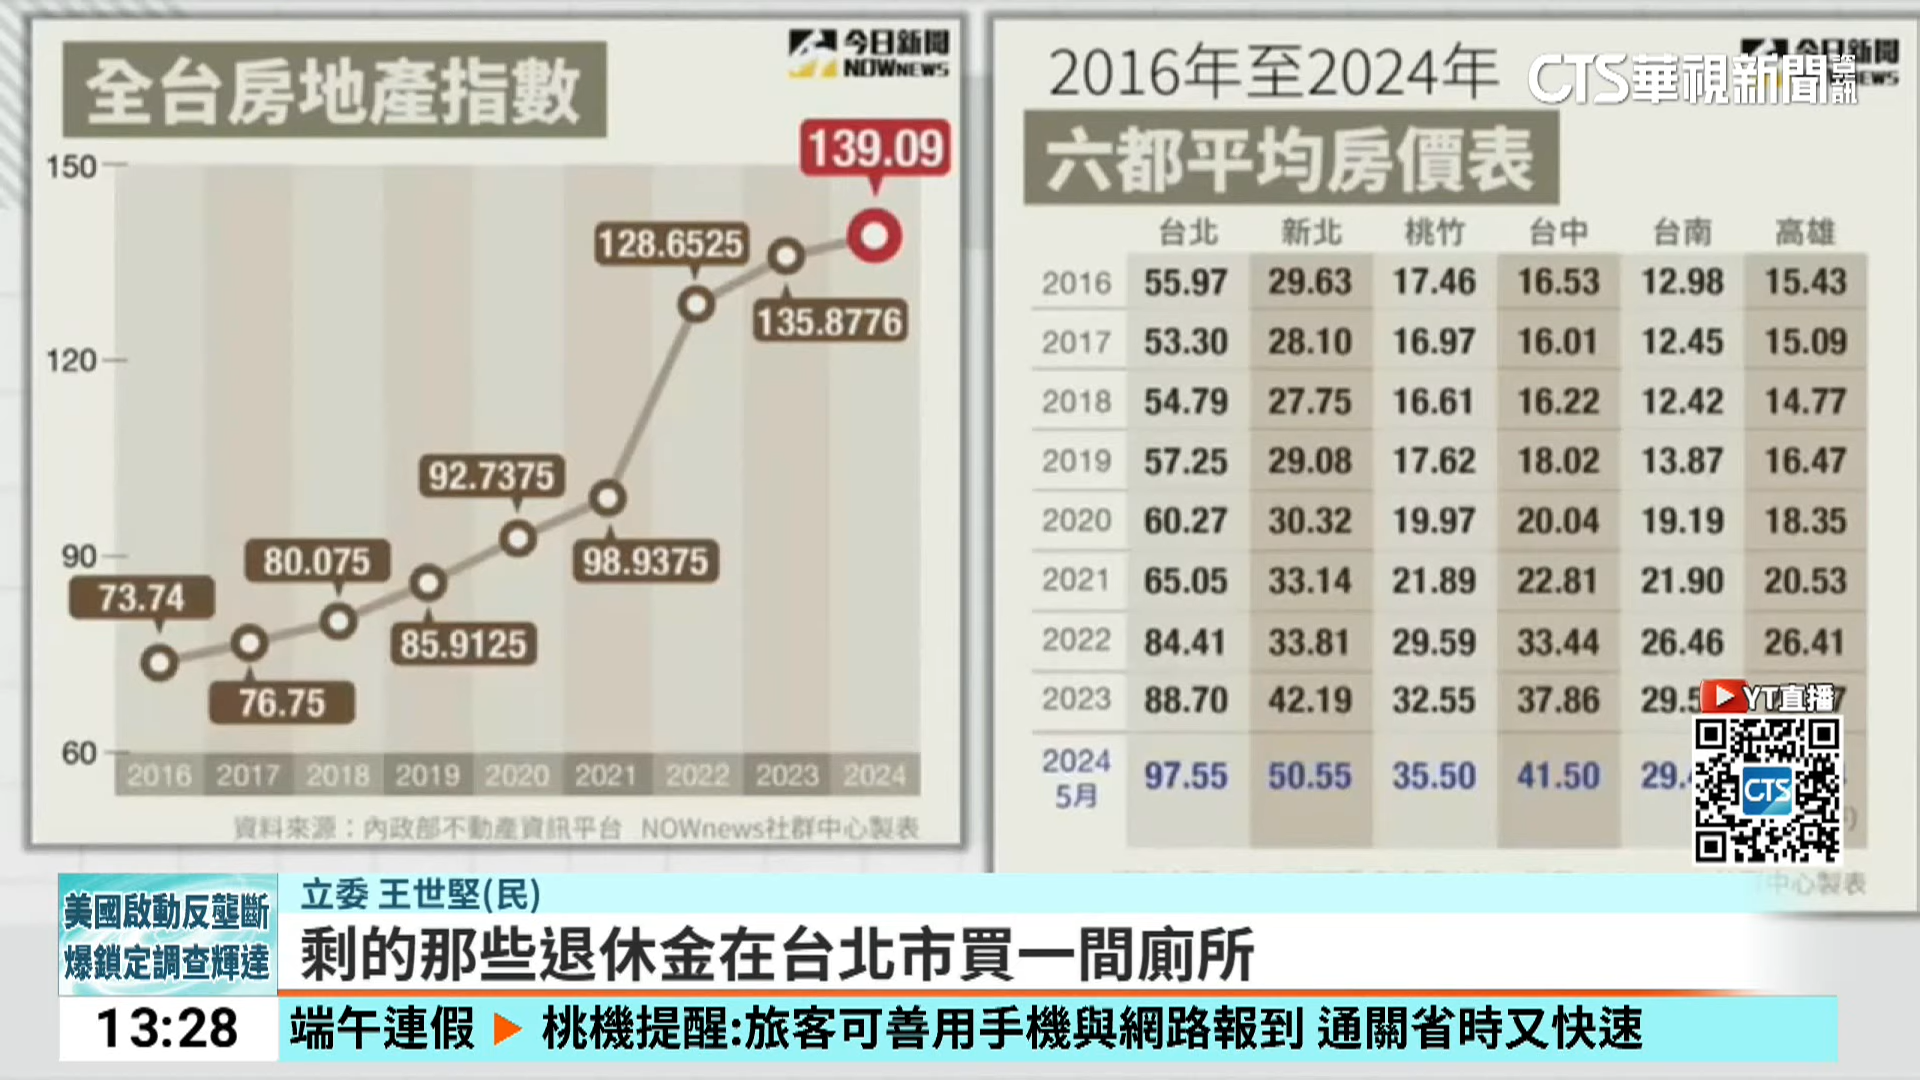 全台房地產指數
今日新聞
NOWNEWS
150
120
90
60
73.74
76.75
80.075
85.9125
92.7375
98.9375
128.6525
135.8776
139.09
2016 2017 2018 2019 2020 2021 2022 2023 2024
資料來源：內政部不動產資訊平台 NOWnews社群中心製表
2016年至2024年
CTS華視新聞資訊
六都平均房價表
台北 新北 桃竹 台中 台南 高雄
2016 55.97 29.63 17.46 16.53 12.98 15.43
2017 53.30 28.10 16.97 16.01 12.45 15.09
2018 54.79 27.75 16.61 16.22 12.42 14.77
2019 57.25 29.08 17.62 18.02 13.87 16.47
2020 60.27 30.32 19.97 20.04 19.19 18.35
2021 65.05 33.14 21.89 22.81 21.90 20.53
2022 84.41 33.81 29.59 33.44 26.46 26.41
2023 88.70 42.19 32.55 37.86
2024 5月 97.55 50.55 35.50 41.50
YT直播
CTS
中心製表
美國啟動反壟斷
爆鎖定調查輝達
立委 王世堅(民)
剩的那些退休金在台北市買一間廁所
13:28
端午連假 ▶ 桃機提醒:旅客可善用手機與網路報到 通關省時又快速